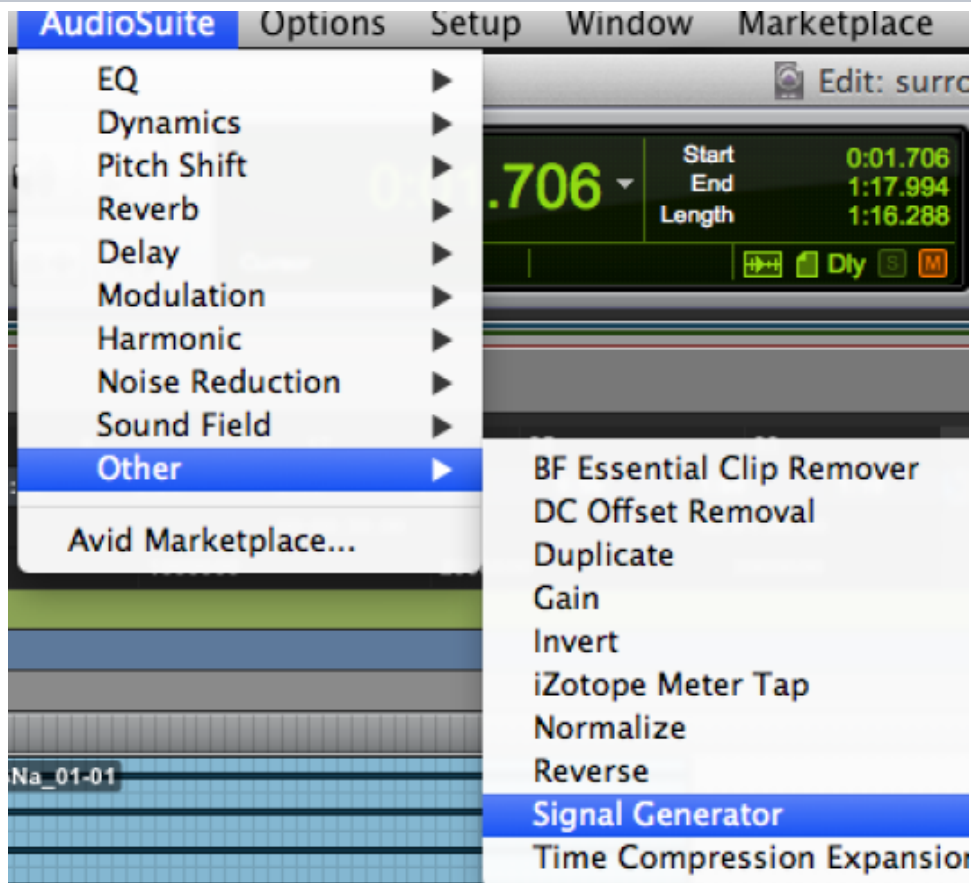 AudioSuite Options Setup Window Marketplace
Edit: surro
EQ
Dynamics
Pitch Shift
Reverb
Delay
Modulation
Harmonic
Noise Reduction
Sound Field
Other
Avid Marketplace...
.706
Start 0:01.706
End 1:17.994
Length 1:16.288
Dly S M
BF Essential Clip Remover
DC Offset Removal
Duplicate
Gain
Invert
iZotope Meter Tap
Normalize
Reverse
Signal Generator
Time Compression Expansion
Na_01-01